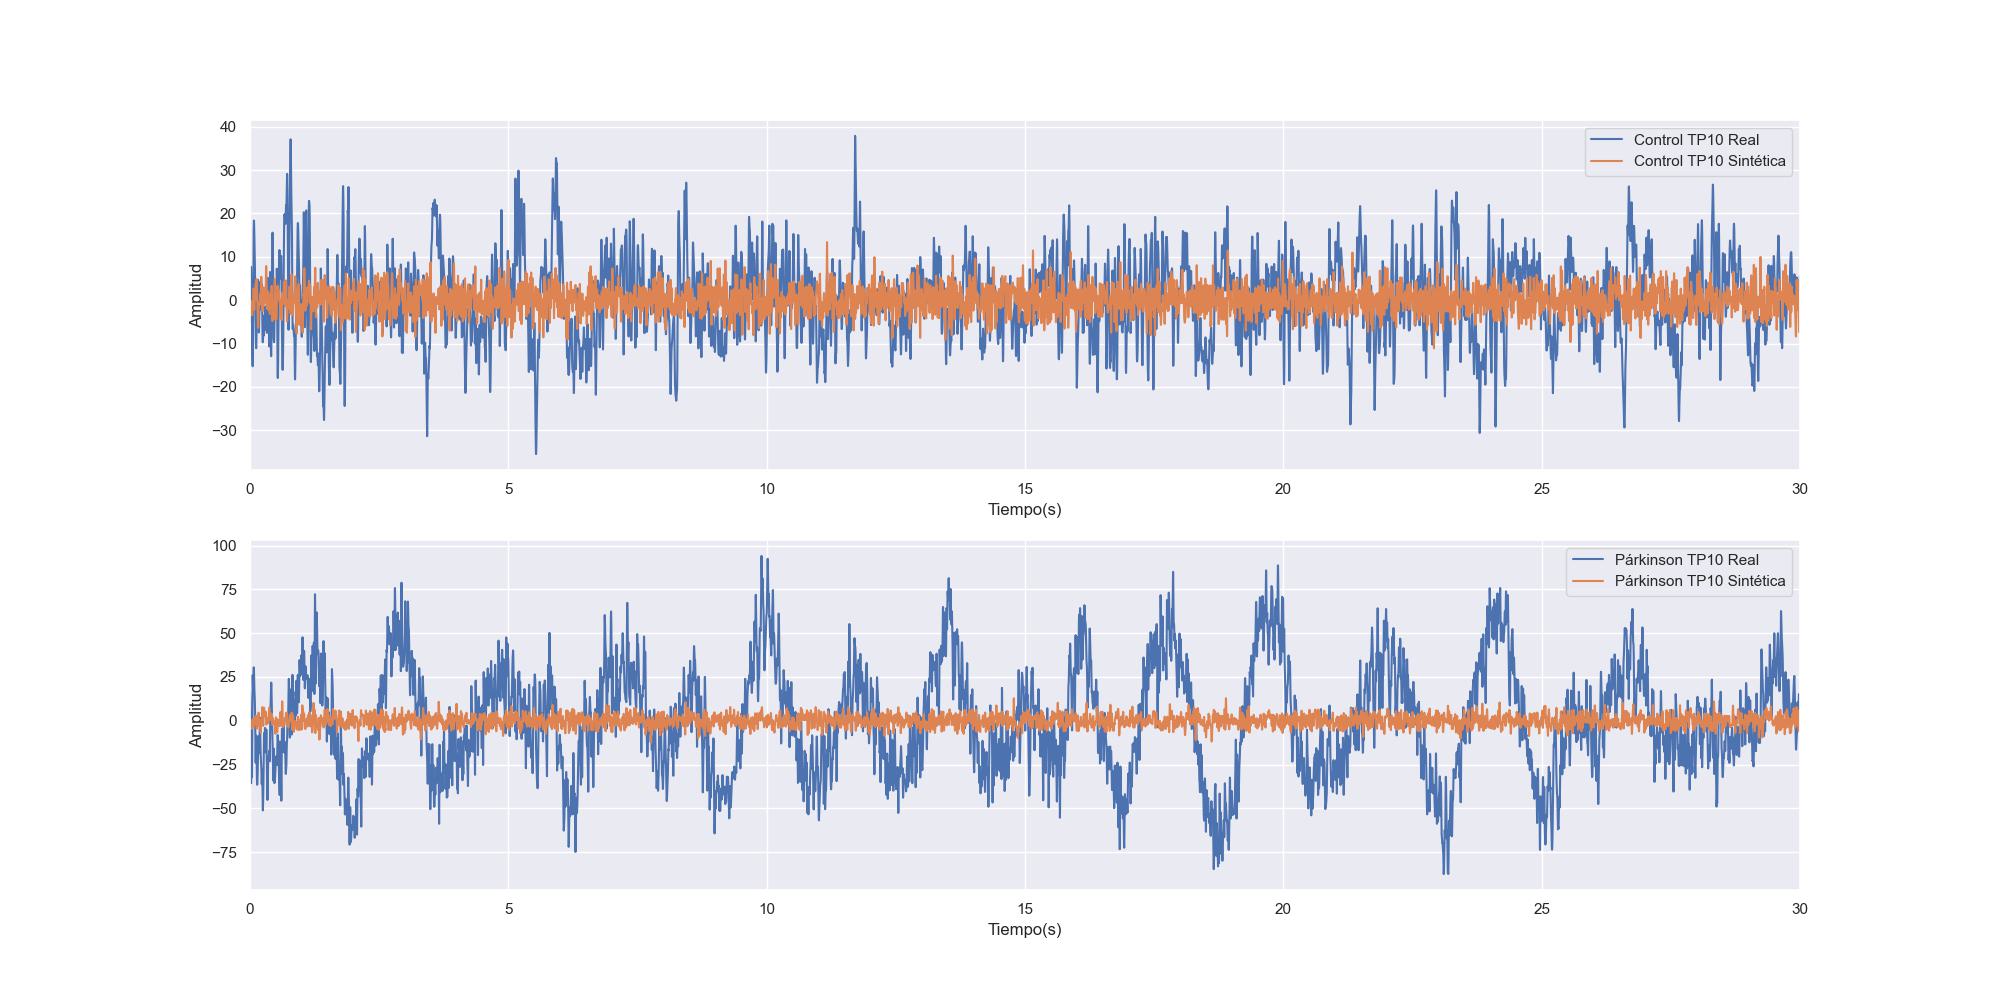 40
30
20
10
0
−10
−20
−30
Amplitud
Control TP10 Real
Control TP10 Sintética
0 5 10 15 20 25 30
Tiempo(s)
100
75
50
25
0
−25
−50
−75
Amplitud
Párkinson TP10 Real
Párkinson TP10 Sintética
0 5 10 15 20 25 30
Tiempo(s)